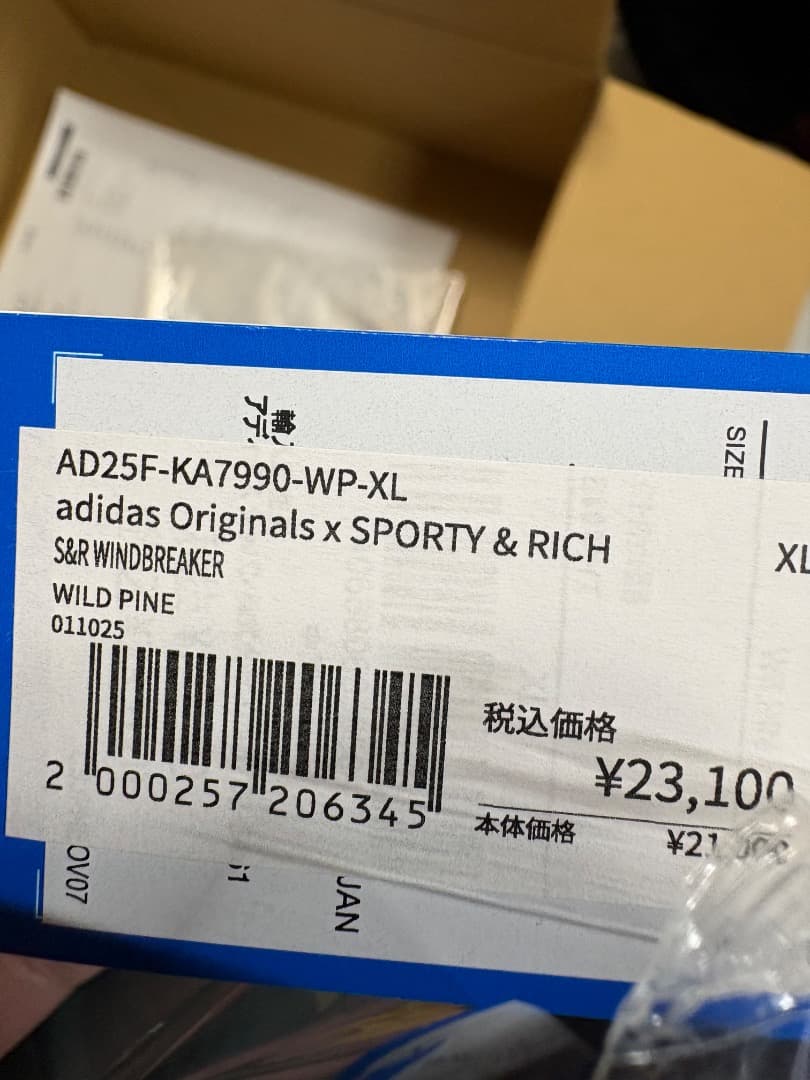 SIZE
AD25F-KA7990-WP-XL
adidas Originals x SPORTY & RICH
S&R WINDBREAKER
XL
WILD PINE
011025
税込価格
¥23,100
2 000257 206345
本体価格
OV07
JAN